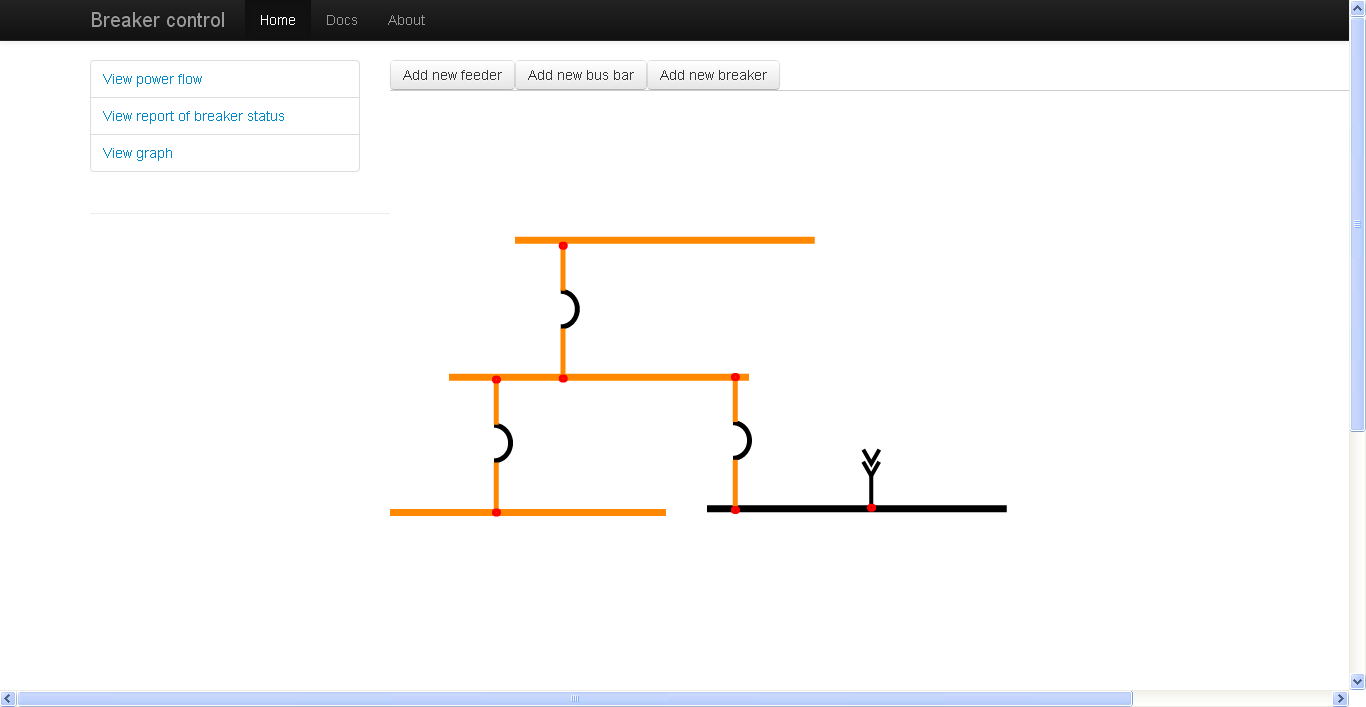 Breaker control Home Docs About
View power flow
View report of breaker status
View graph
Add new feeder Add new bus bar Add new breaker